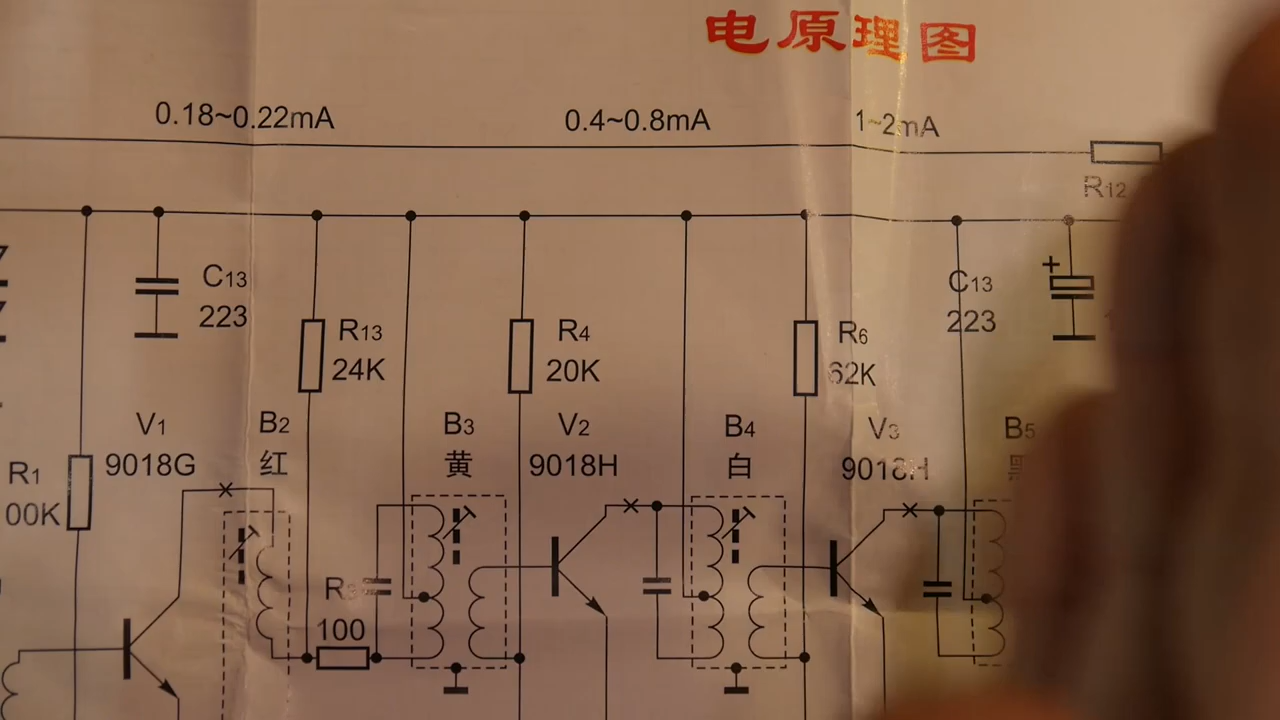 电原理图
0.18~0.22mA
0.4~0.8mA
1~2mA
R12
C13
223
R13
24K
R4
20K
R6
62K
C13
223
V1
9018G
B2
红
B3
黄
V2
9018H
B4
白
V3
9018H
B5
R1
00K
100